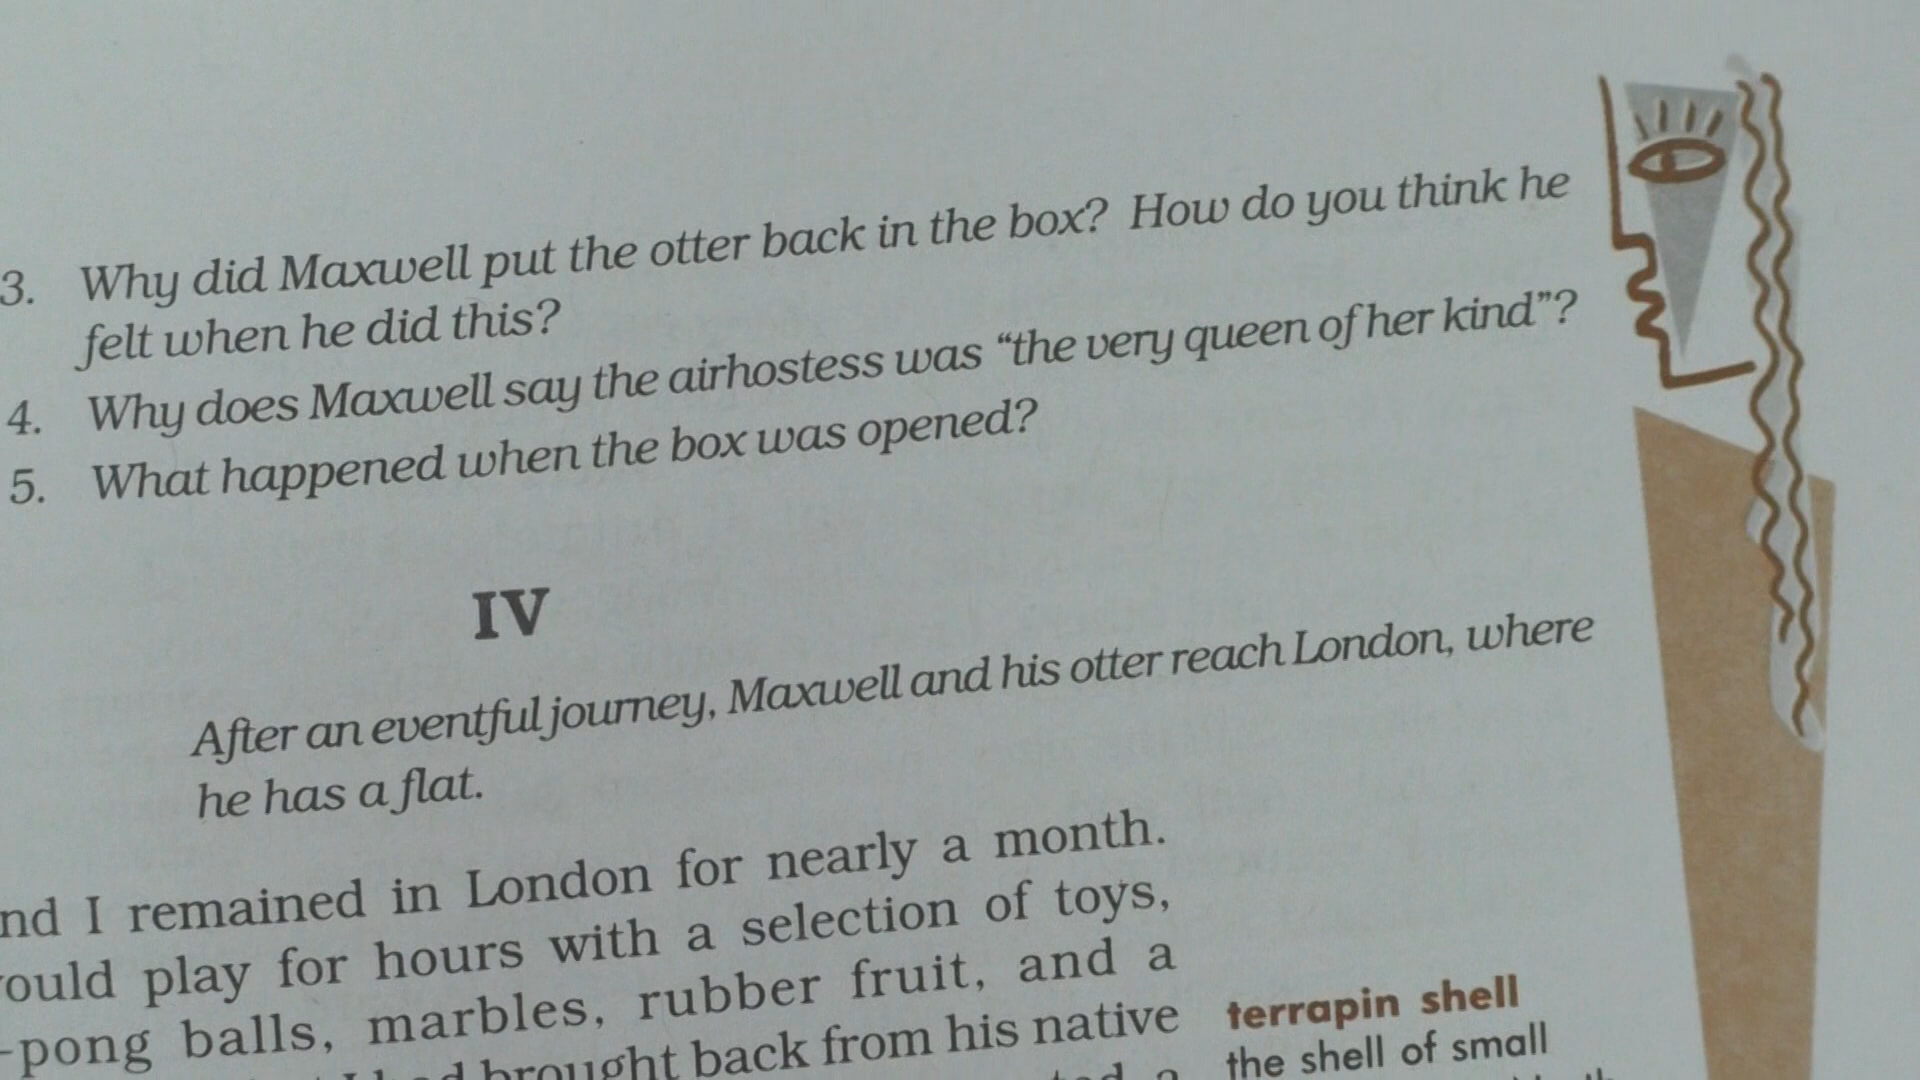 3. Why did Maxwell put the otter back in the box? How do you think he
felt when he did this?
4. Why does Maxwell say the airhostess was “the very queen of her kind”?
5. What happened when the box was opened?
IV
After an eventful journey, Maxwell and his otter reach London, where
he has a flat.
I remained in London for nearly a month.
play for hours with a selection of toys,
-pong balls, marbles, rubber fruit, and a
brought back from his native
terrapin shell
the shell of small